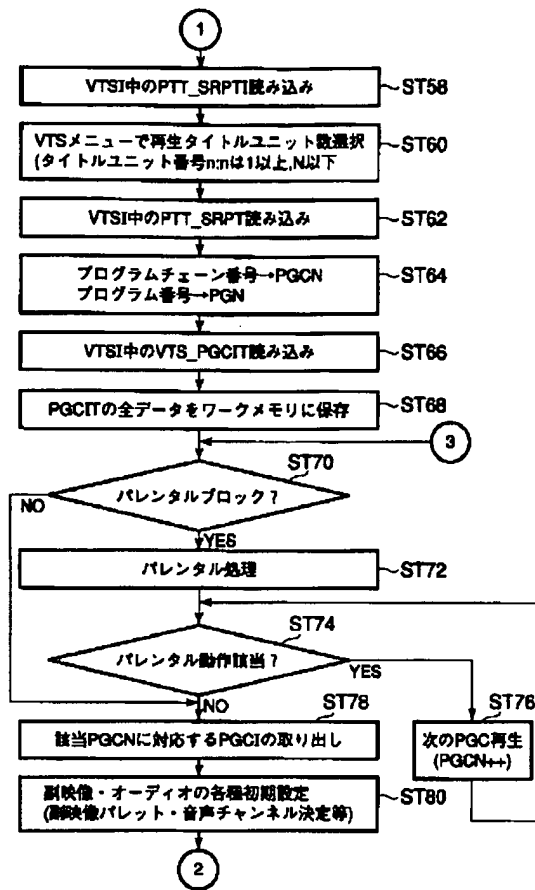 1
VTSI中のPTT_SRPTI読み込み
ST58
VTSメニューで再生タイトルユニット数選択
(タイトルユニット番号n:nは1以上,N以下
ST60
VTSI中のPTT_SRPT読み込み
ST62
プログラムチェーン番号→PGCN
プログラム番号→PGN
ST64
VTSI中のVTS_PGCIT読み込み
ST66
PGCITの全データをワークメモリに保存
ST68
3
ST70
パレンタルブロック?
NO
YES
パレンタル処理
ST72
ST74
パレンタル動作該当?
YES
NO
ST78
ST76
該当PGCNに対応するPGCIの取り出し
次のPGC再生
(PGCN++)
副映像・オーディオの各種初期設定
(副映像パレット・音声チャンネル決定等)
ST80
2